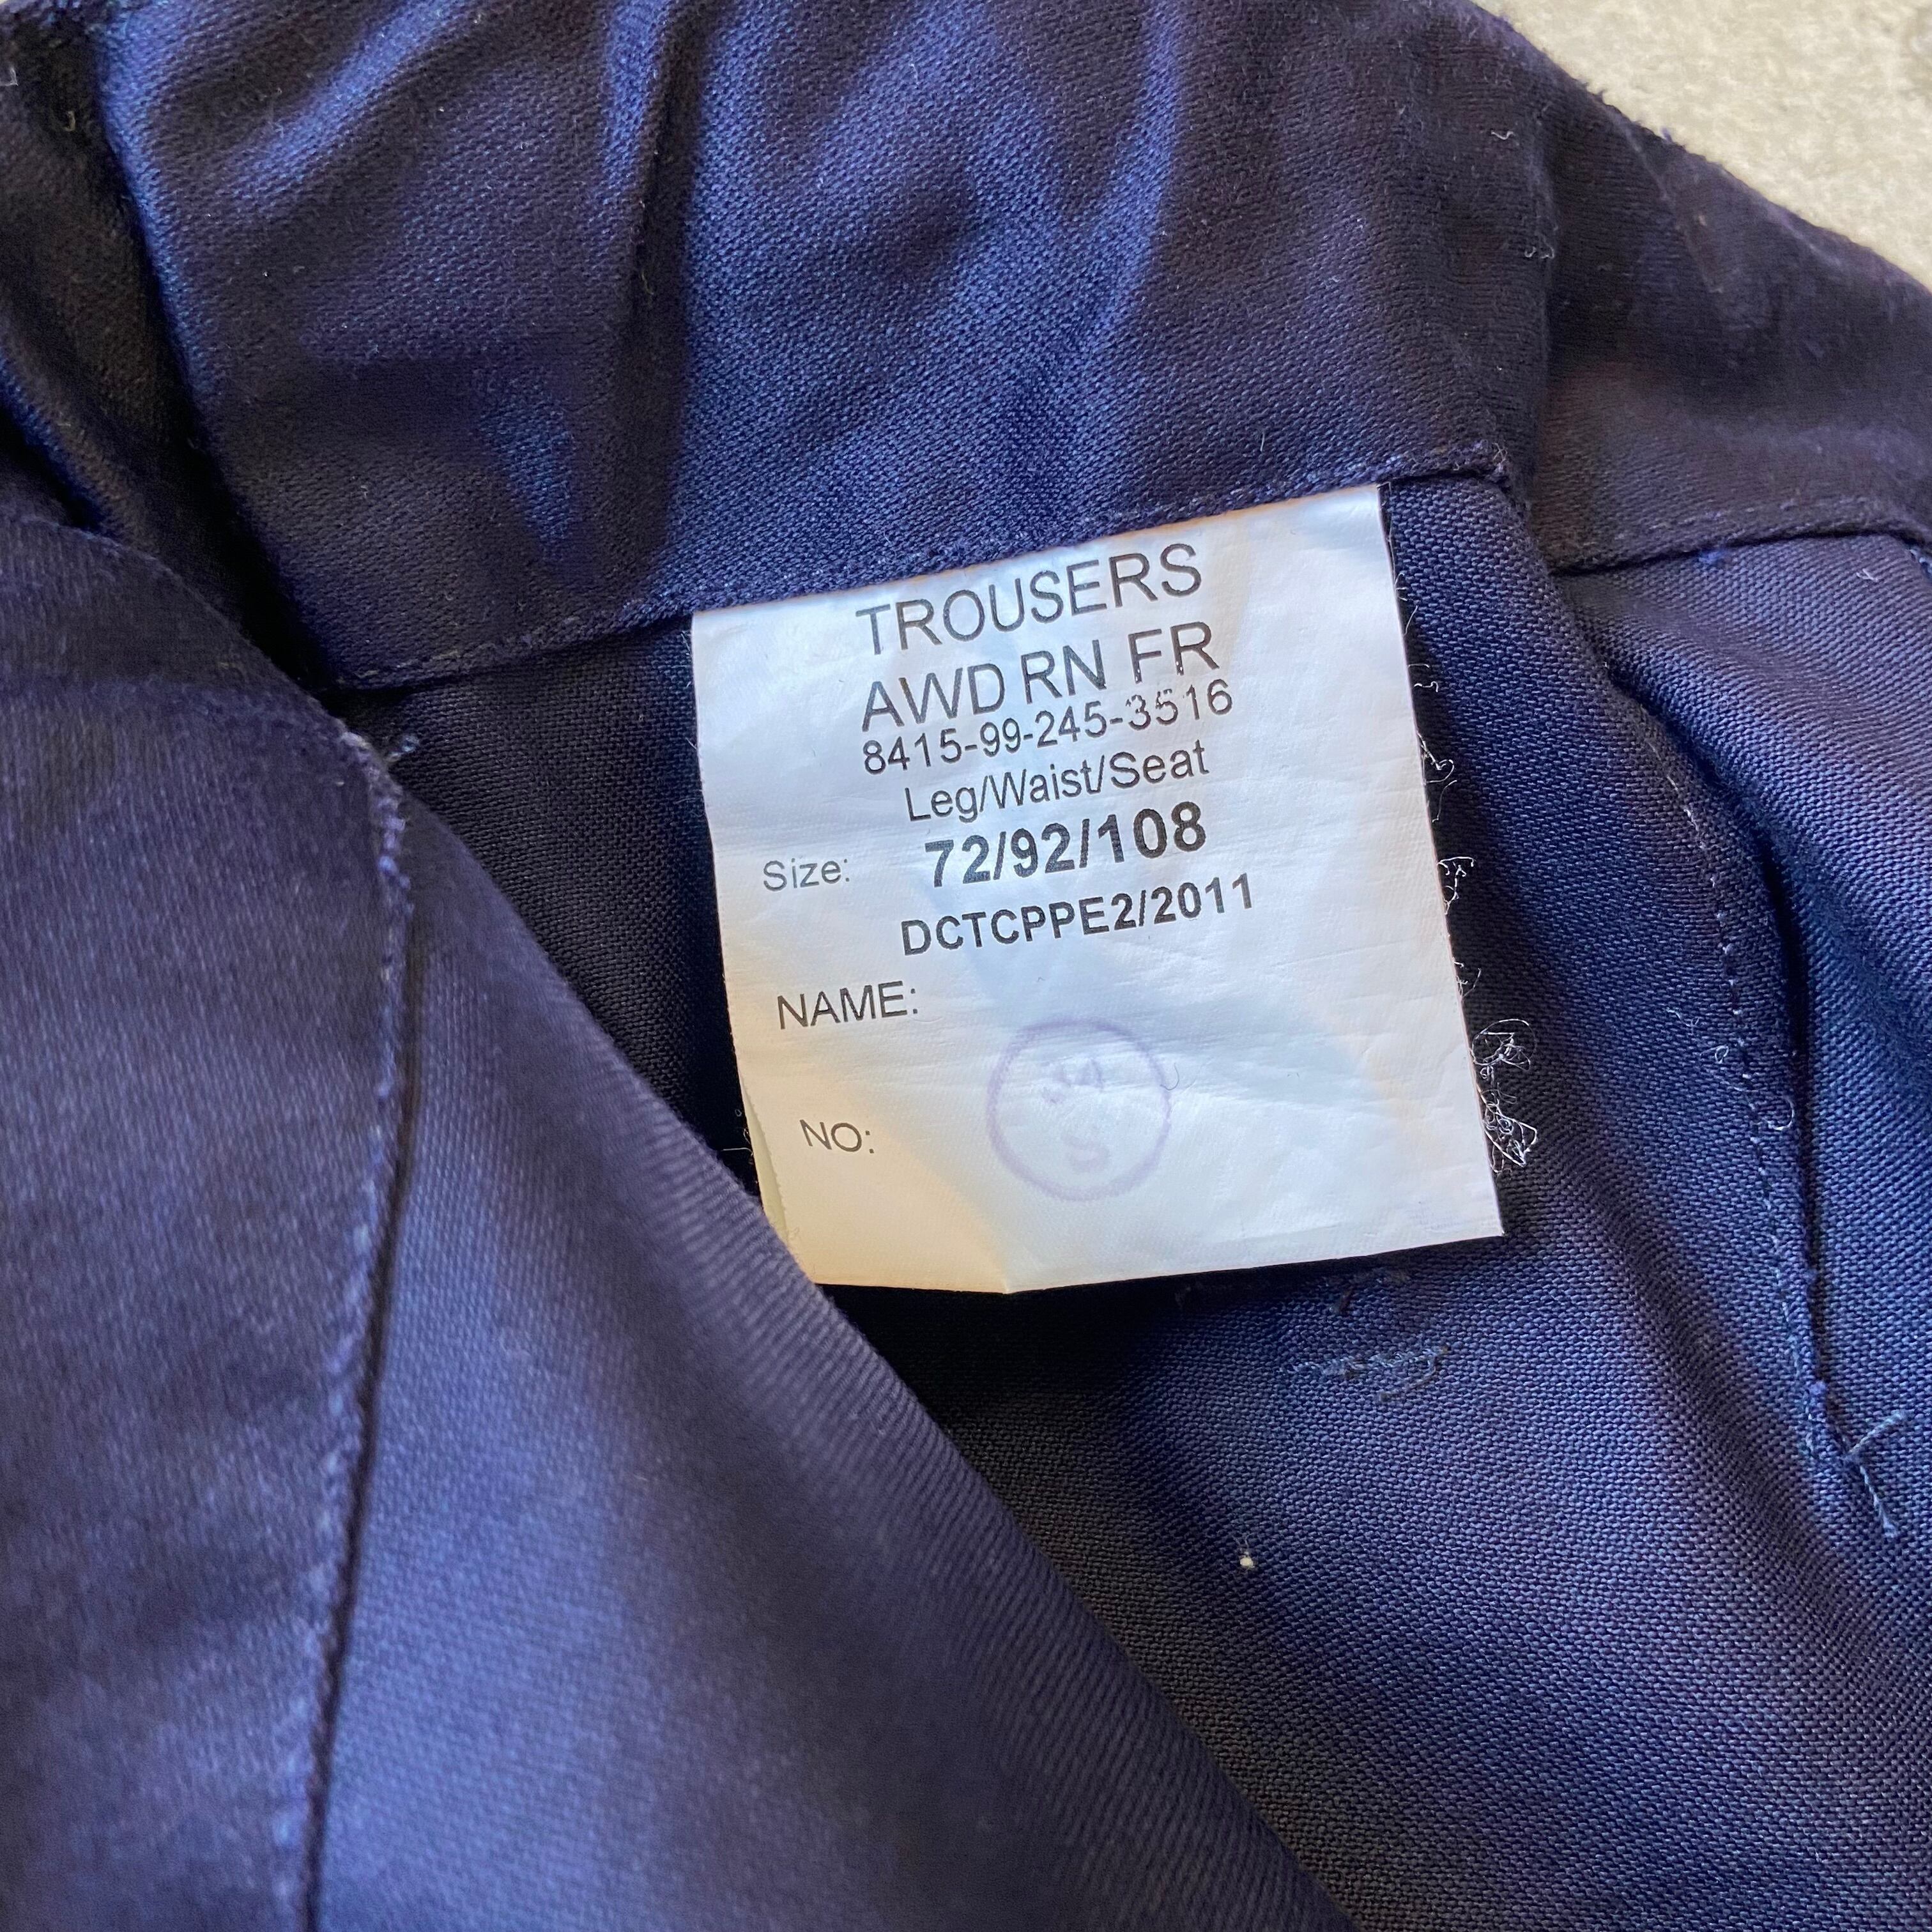 TROUSERS
AWD RN FR
8415-99-245-3516
Leg/Waist/Seat
Size: 72/92/108
DCTCPPE2/2011
NAME:
NO:
34
S